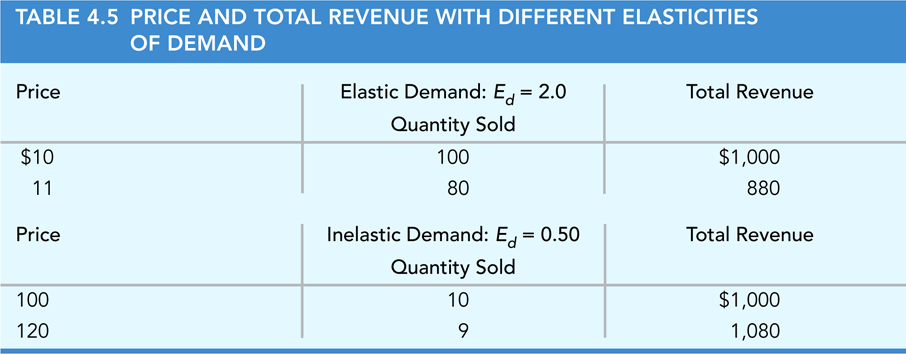 TABLE 4.5 PRICE AND TOTAL REVENUE WITH DIFFERENT ELASTICITIES
OF DEMAND
Price Elastic Demand: Ed = 2.0 Total Revenue
Quantity Sold
$10 100 $1,000
11 80 880
Price Inelastic Demand: Ed = 0.50 Total Revenue
Quantity Sold
100 10 $1,000
120 9 1,080